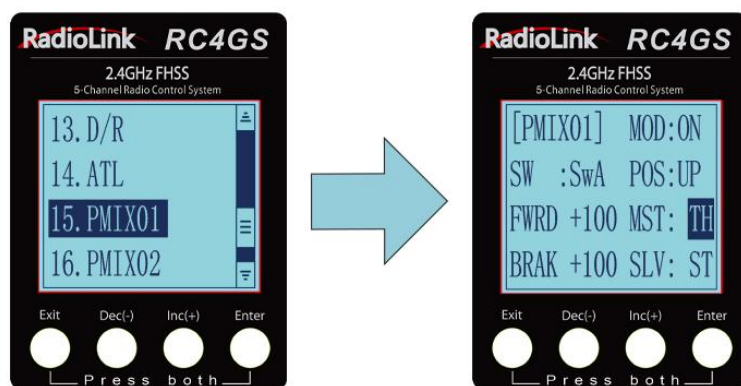 RadioLink RC4GS
2.4GHz FHSS
5-Channel Radio Control System
13. D/R
14. ATL
15. PMIX01
16. PMIX02
Exit Dec(-) Inc(+) Enter
Press both
RadioLink RC4GS
2.4GHz FHSS
5-Channel Radio Control System
[PMIX01] MOD:ON
SW :SwA POS:UP
FWRD +100 MST: TH
BRAK +100 SLV: ST
Exit Dec(-) Inc(+) Enter
Press both